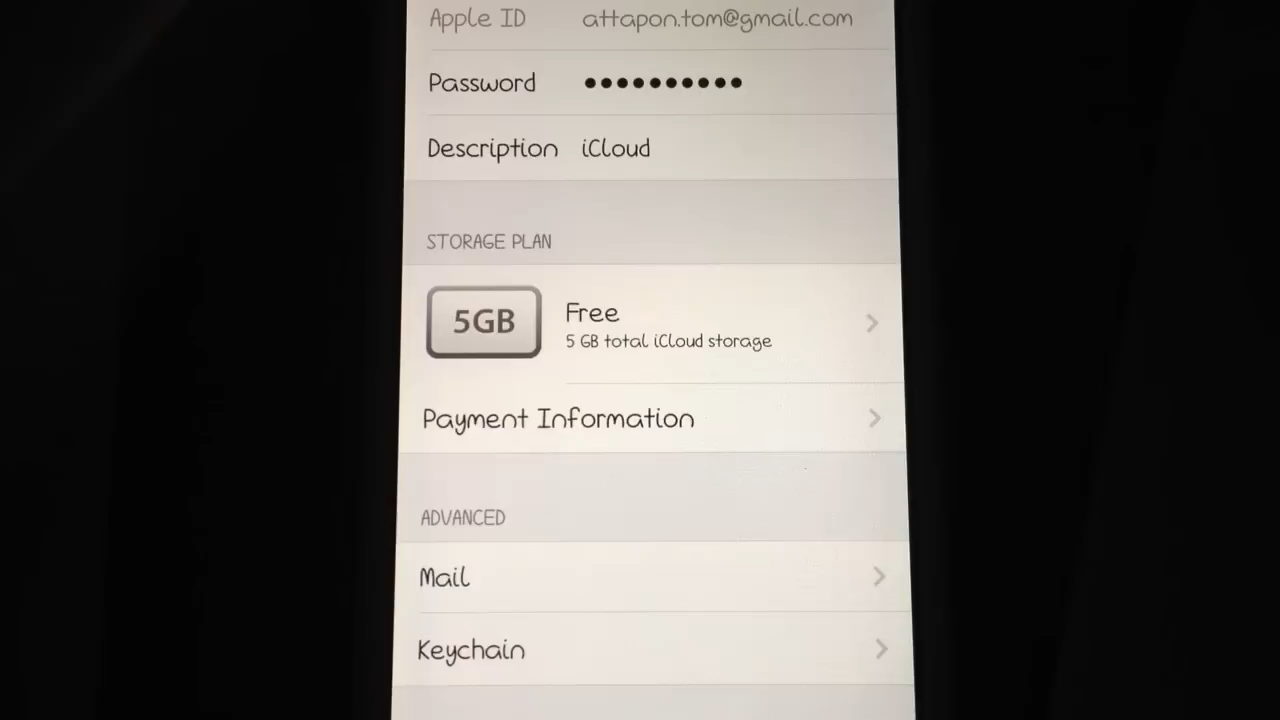 Apple ID attapon.tom@gmail.com
Password ●●●●●●●●●●
Description iCloud
STORAGE PLAN
5GB Free
5 GB total iCloud storage
Payment Information
ADVANCED
Mail
Keychain